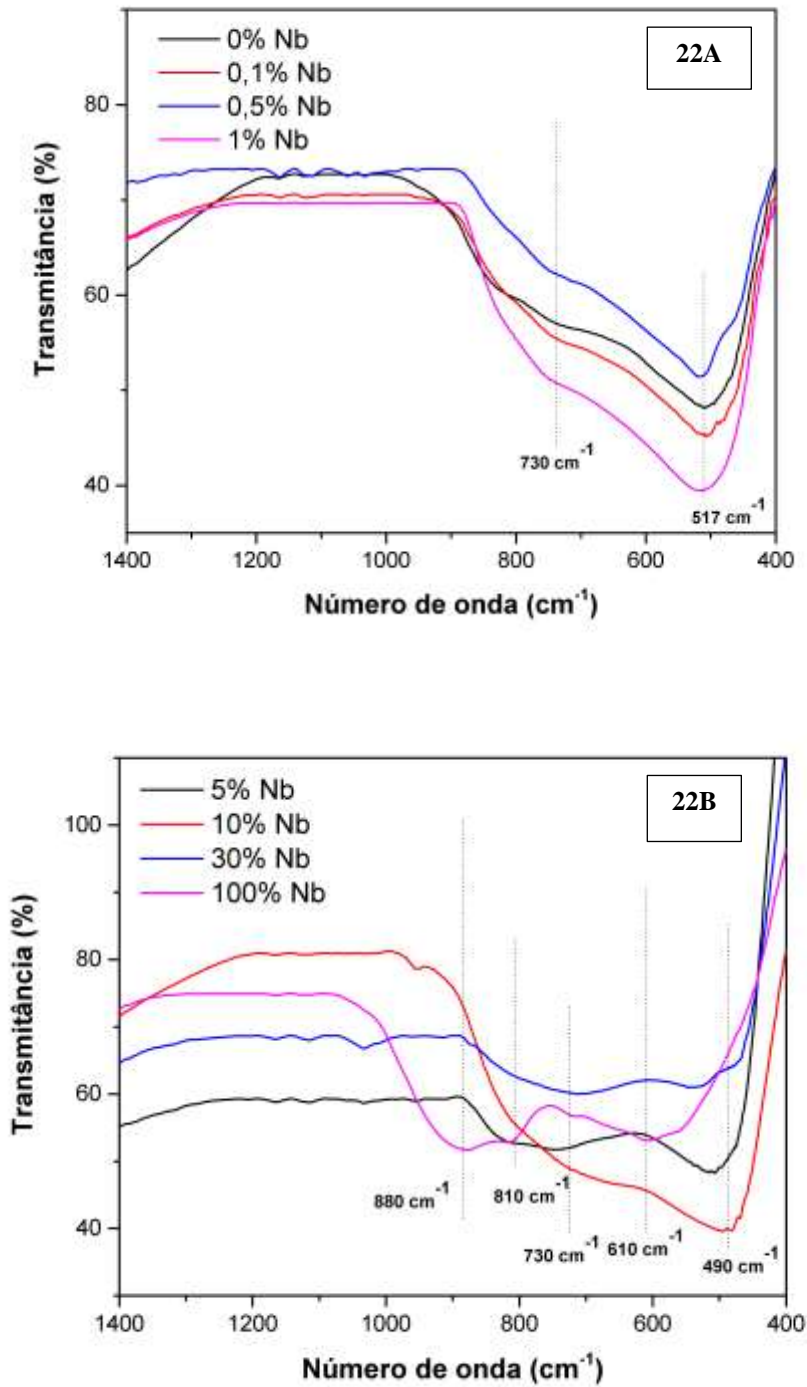 0% Nb
0,1% Nb
0,5% Nb
1% Nb
22A
80
60
40
Transmitância (%)
730 cm⁻¹
517 cm⁻¹
1400 1200 1000 800 600 400
Número de onda (cm⁻¹)
5% Nb
10% Nb
30% Nb
100% Nb
22B
100
80
60
40
Transmitância (%)
880 cm⁻¹
810 cm⁻¹
730 cm⁻¹
610 cm⁻¹
490 cm⁻¹
1400 1200 1000 800 600 400
Número de onda (cm⁻¹)